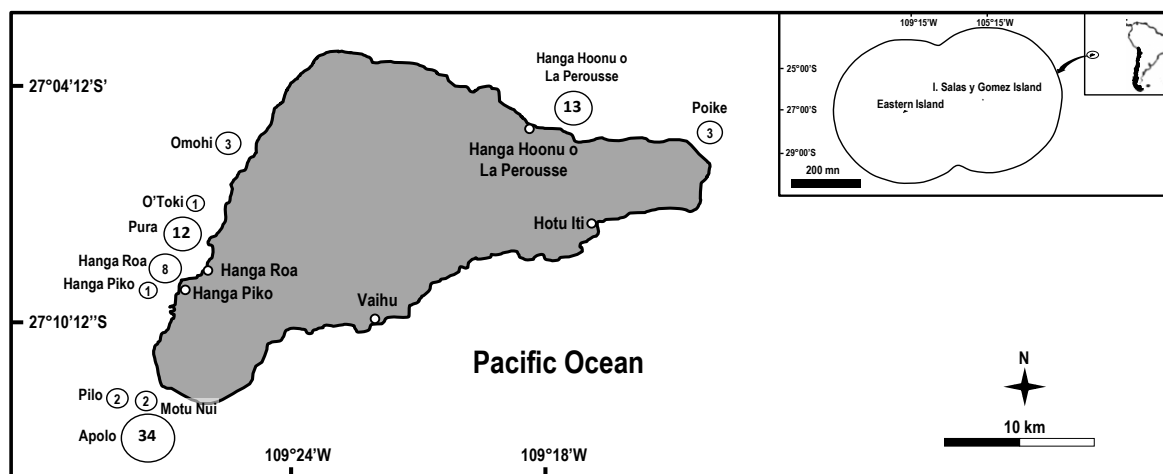 27°04'12S'
27°10'12''S
109°24'W
109°18'W
Omohi
3
O'Toki
1
Pura
12
Hanga Roa
8
Hanga Piko
1
Hanga Roa
Hanga Piko
Pilo
2
2
Motu Nui
Apolo
34
Vaihu
Hotu Iti
Hanga Hoonu o
La Perousse
13
Hanga Hoonu o
La Perousse
Poike
3
Pacific Ocean
N
10 km
109°15'W
105°15'W
25°00'S
27°00'S
29°00'S
I. Salas y Gomez Island
Eastern Island
200 mn